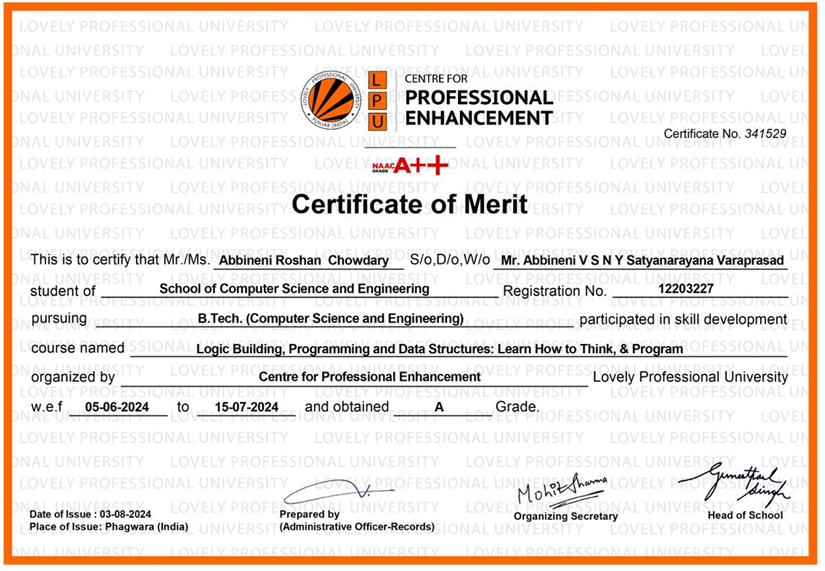 LPU
CENTRE FOR
PROFESSIONAL
ENHANCEMENT
LOVELY PROFESSIONAL UNIVERSITY
PUNJAB (INDIA)
Certificate No. 341529
NAAC GRADE A++
Certificate of Merit
This is to certify that Mr./Ms. Abbineni Roshan Chowdary S/o,D/o,W/o Mr. Abbineni V S N Y Satyanarayana Varaprasad
student of School of Computer Science and Engineering Registration No. 12203227
pursuing B.Tech. (Computer Science and Engineering) participated in skill development
course named Logic Building, Programming and Data Structures: Learn How to Think, & Program
organized by Centre for Professional Enhancement Lovely Professional University
w.e.f 05-06-2024 to 15-07-2024 and obtained A Grade.
Mohit Sharma
Date of Issue : 03-08-2024
Place of Issue: Phagwara (India)
Prepared by
(Administrative Officer-Records)
Organizing Secretary
Head of School